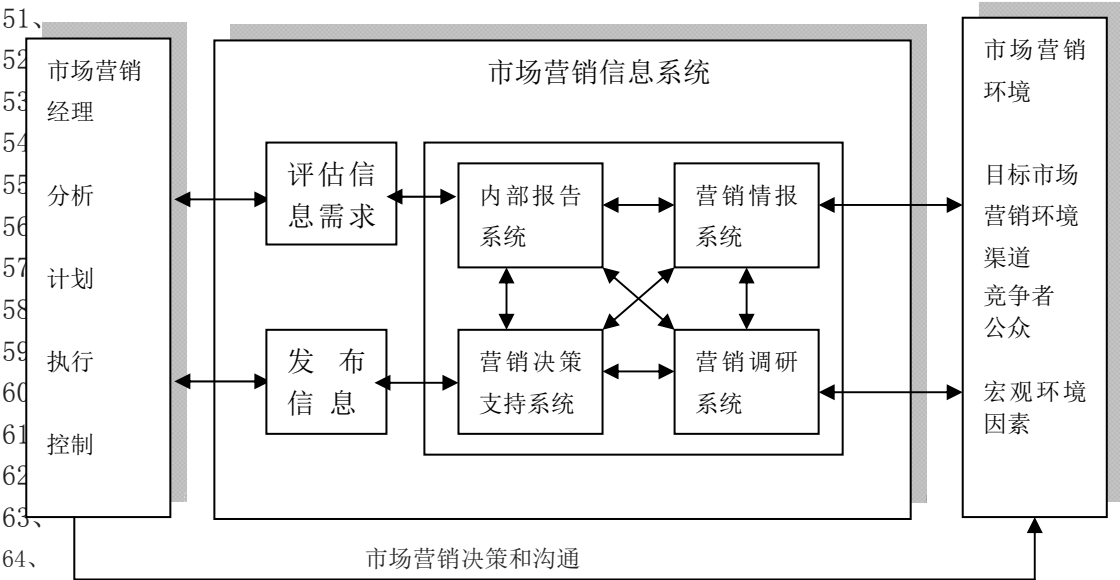 51、
52
53
54
55
56
57
58
59
60
61
62
63、
64、
市场营销
经理
分析
计划
执行
控制
市场营销信息系统
评估信
息需求
发 布
信 息
内部报告
系统
营销情报
系统
营销决策
支持系统
营销调研
系统
市场营销
环境
目标市场
营销环境
渠道
竞争者
公众
宏观环境
因素
市场营销决策和沟通